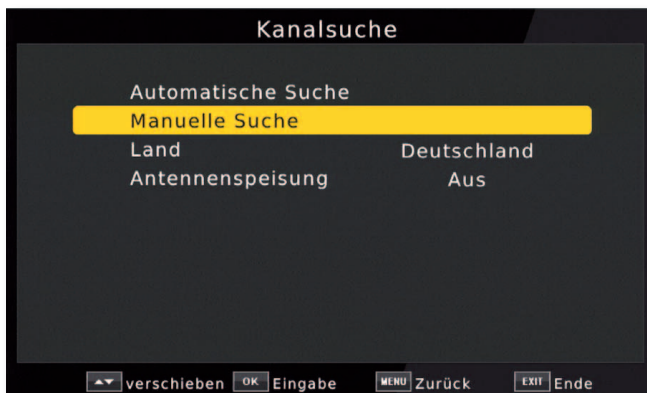 Kanalsuche
Automatische Suche
Manuelle Suche
Land Deutschland
Antennenspeisung Aus
verschieben OK Eingabe MENU Zurück EXIT Ende